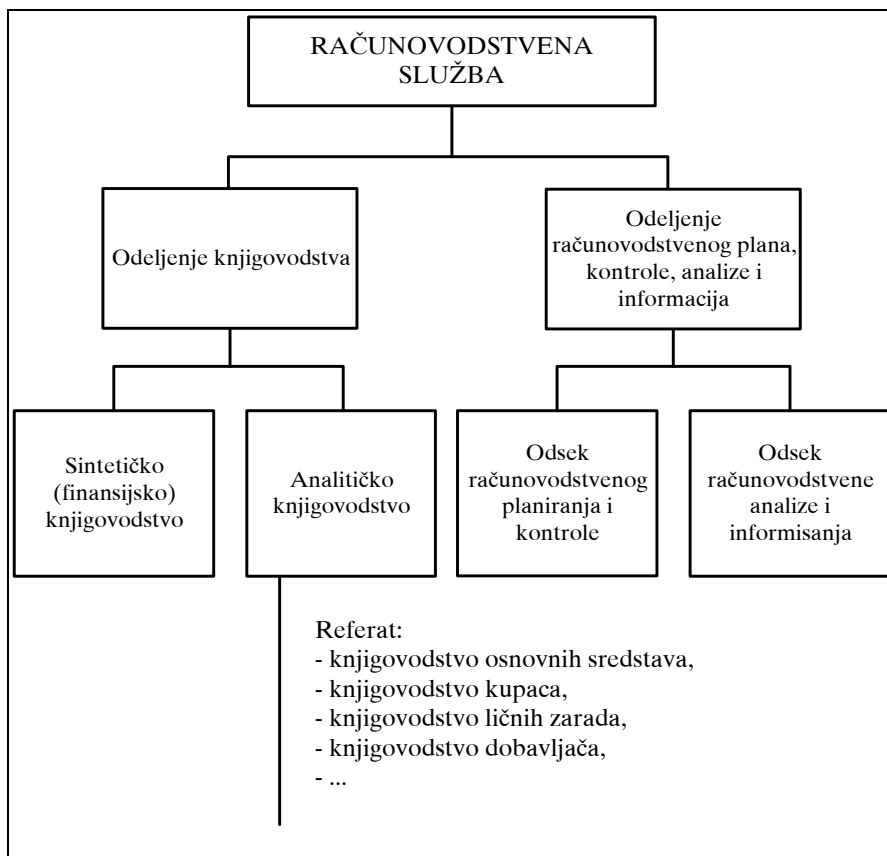 RAČUNOVODSTVENA
SLUŽBA
Odeljenje knjigovodstva
Odeljenje
računovodstvenog plana,
kontrole, analize i
informacija
Sintetičko
(finansijsko)
knjigovodstvo
Analitičko
knjigovodstvo
Odsek
računovodstvenog
planiranja i
kontrole
Odsek
računovodstvene
analize i
informisanja
Referat:
- knjigovodstvo osnovnih sredstava,
- knjigovodstvo kupaca,
- knjigovodstvo ličnih zarada,
- knjigovodstvo dobavljača,
- ...